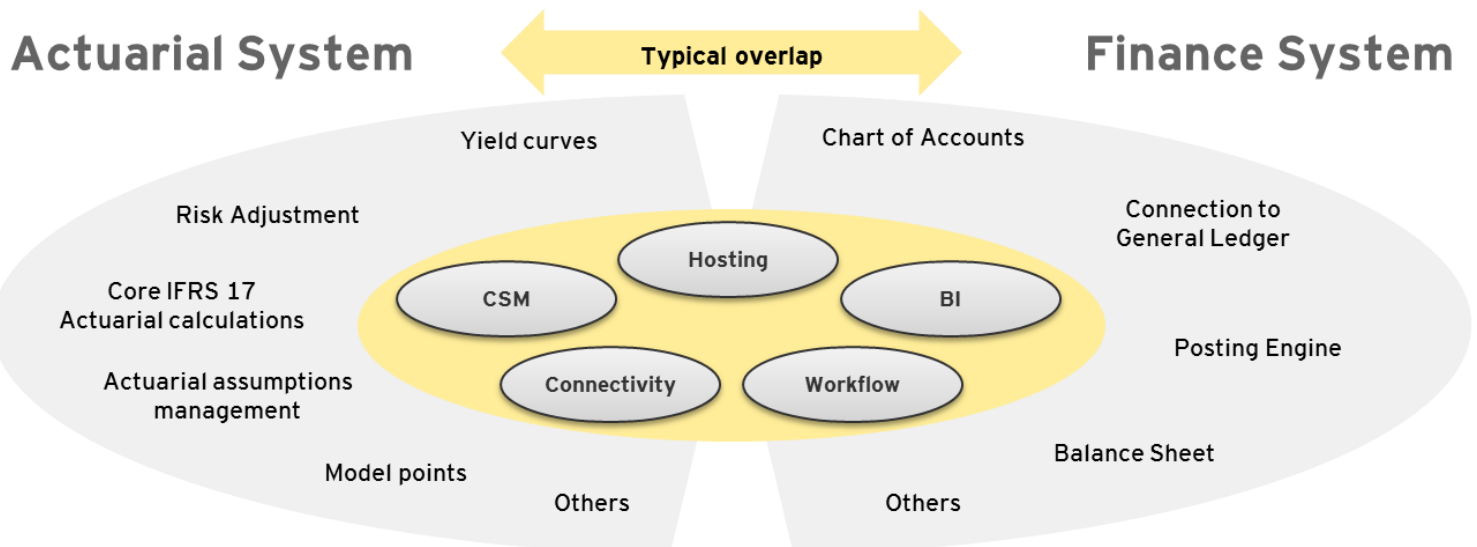 Actuarial System
Typical overlap
Finance System
Yield curves
Chart of Accounts
Risk Adjustment
Connection to
General Ledger
Hosting
CSM
BI
Core IFRS 17
Actuarial calculations
Posting Engine
Connectivity
Workflow
Actuarial assumptions
management
Balance Sheet
Model points
Others
Others